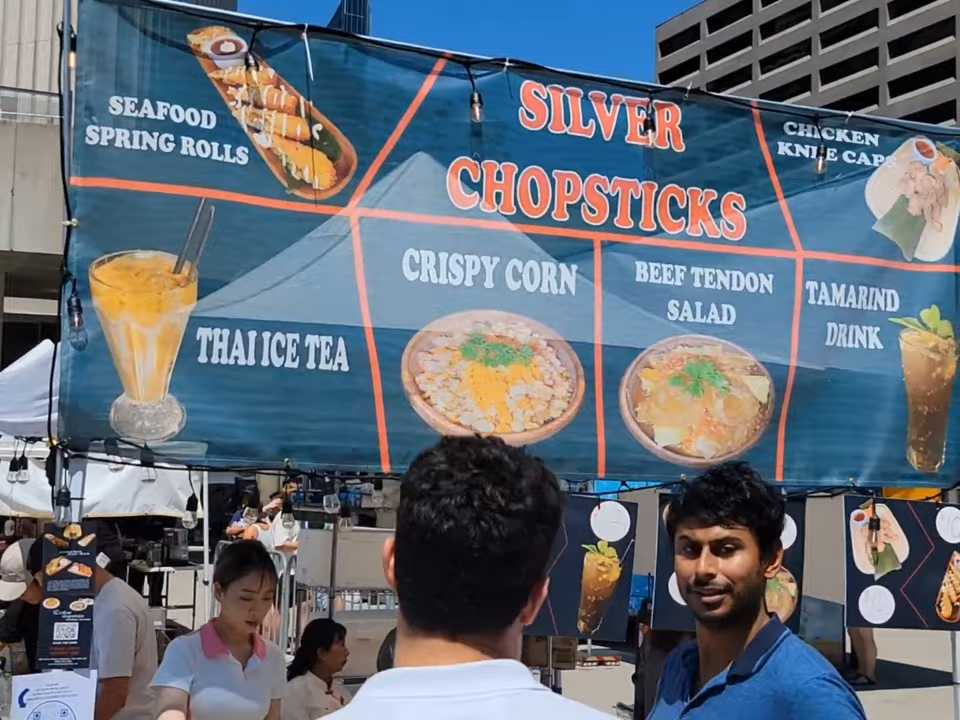 SEAFOOD
SPRING ROLLS
SILVER
CHOPSTICKS
CHICKEN
KNEE CAPS
THAI ICE TEA
CRISPY CORN
BEEF TENDON
SALAD
TAMARIND
DRINK